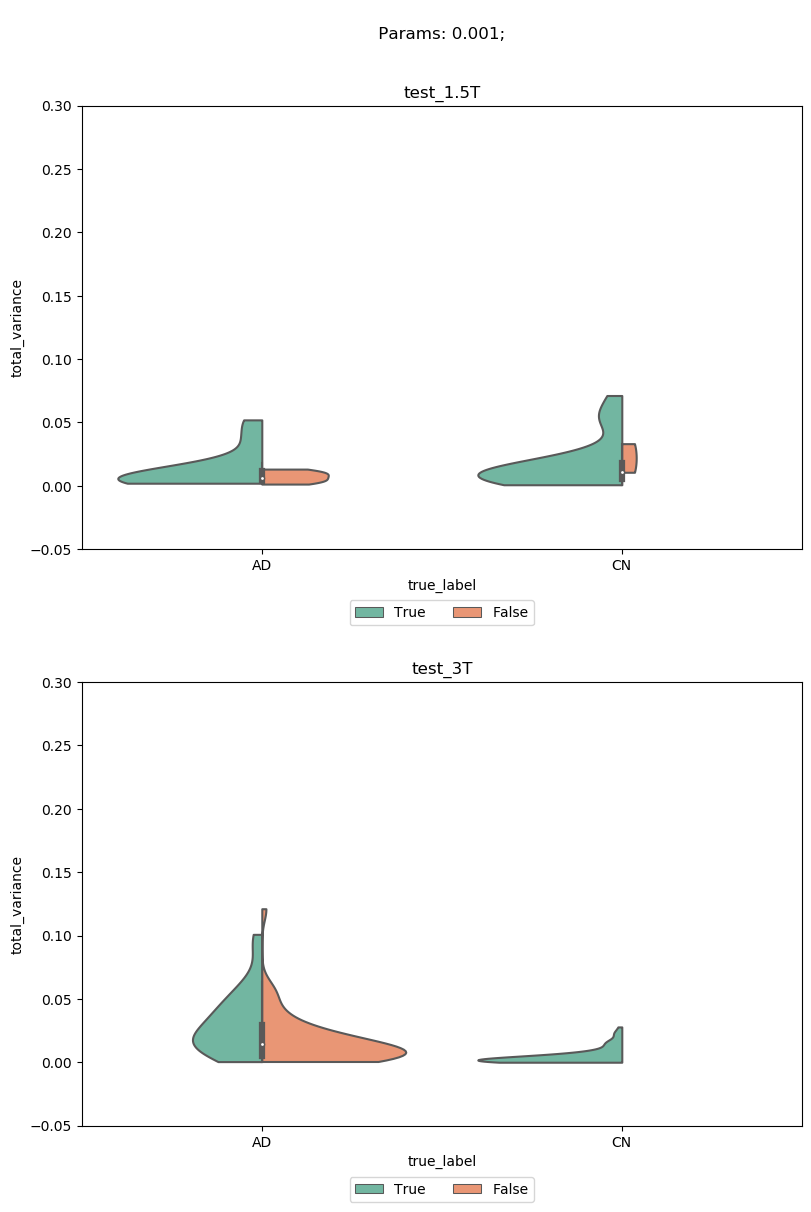 Params: 0.001;
test_1.5T
0.30
0.25
0.20
0.15
0.10
0.05
0.00
−0.05
total_variance
AD CN
true_label
True False
test_3T
0.30
0.25
0.20
0.15
0.10
0.05
0.00
−0.05
total_variance
AD CN
true_label
True False